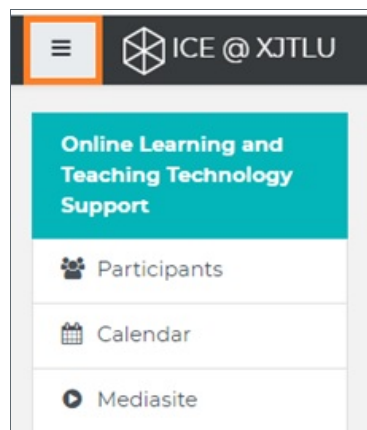 ICE @ XJTLU
Online Learning and
Teaching Technology
Support
Participants
Calendar
Mediasite